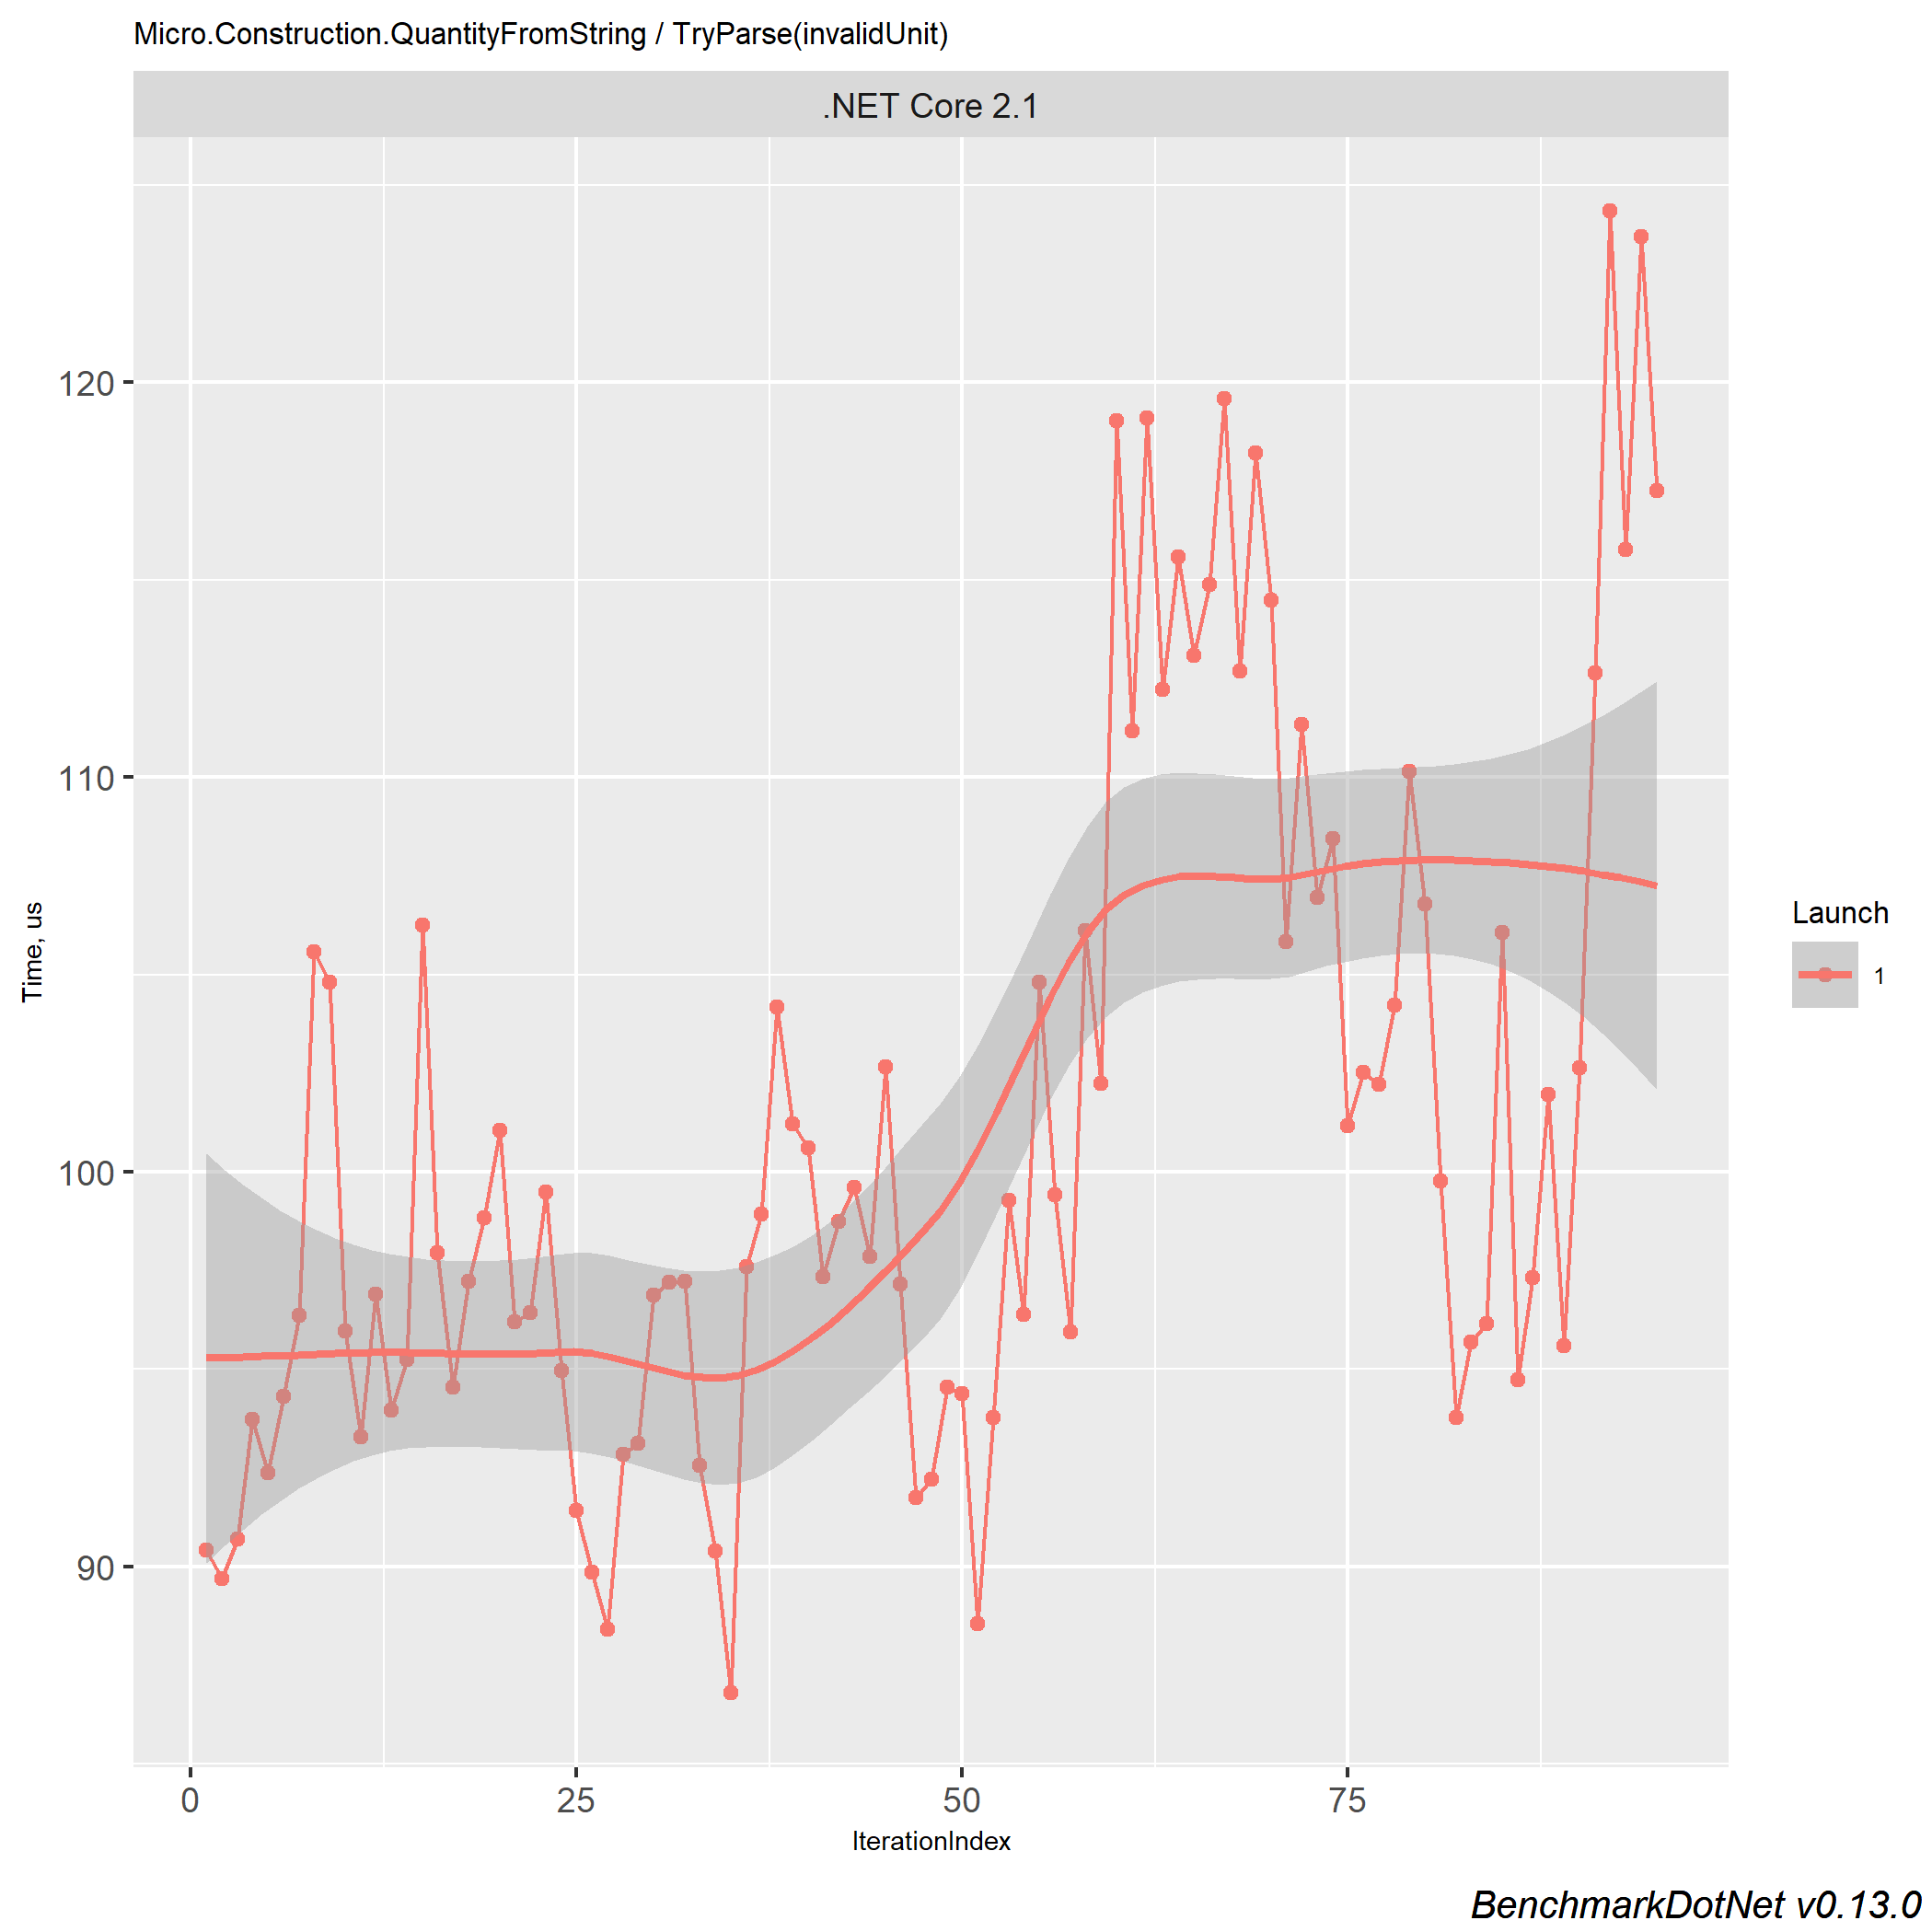 Micro.Construction.QuantityFromString / TryParse(invalidUnit)
.NET Core 2.1
120
110
100
90
Time, us
0 25 50 75
IterationIndex
Launch
1
BenchmarkDotNet v0.13.0